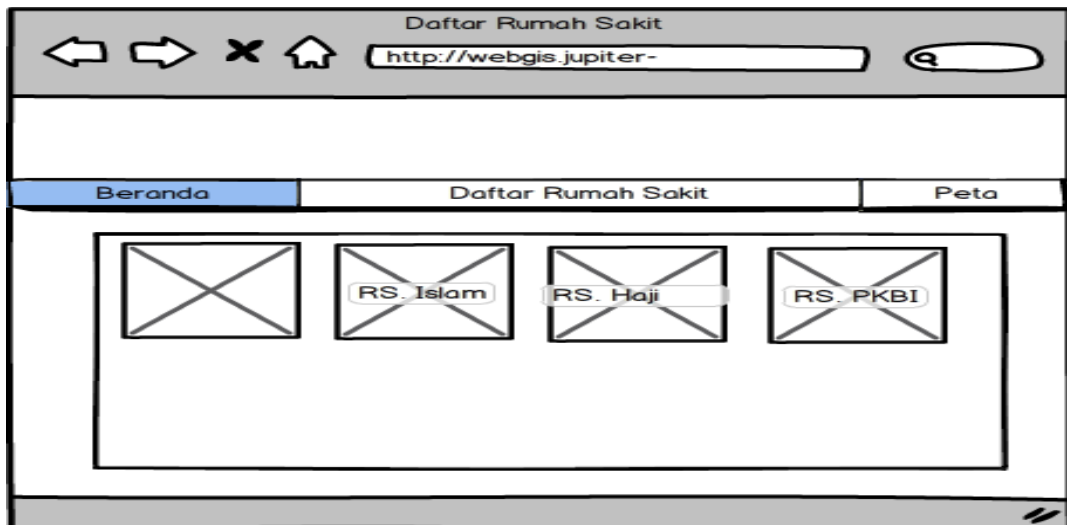 Daftar Rumah Sakit
http://webgis.jupiter-
Beranda Daftar Rumah Sakit Peta
RS. Islam RS. Haji RS. PKBI